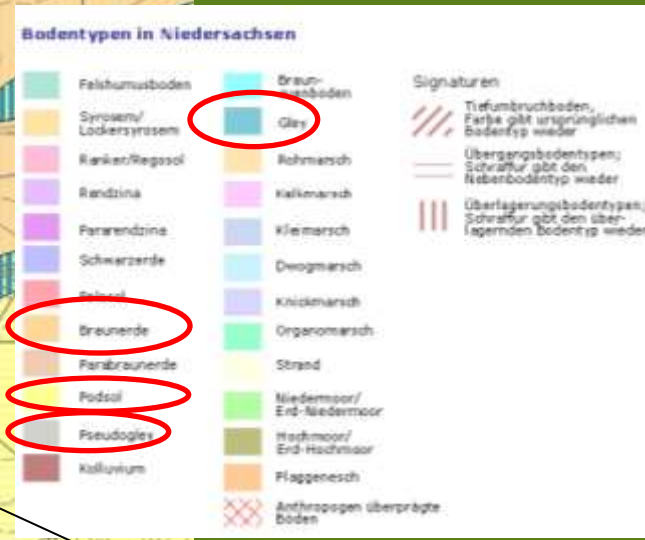 Bodentypen in Niedersachsen
Felshumusboden
Syrosem/
Lockersyrosem
Ranker/Regosol
Rendzina
Pararendzina
Schwarzerde
Pelosol
Braunerde
Parabraunerde
Podsol
Pseudogley
Kolluvium
Braun-
auenboden
Gley
Rohmarsch
Kalkmarsch
Kleimarsch
Dwogmarsch
Knickmarsch
Organomarsch
Strand
Niedermoor/
Erd-Niedermoor
Hochmoor/
Erd-Hochmoor
Plaggenesch
Anthropogen überprägte
Böden
Signaturen
Tiefumbruchboden,
Farbe gibt ursprünglichen
Bodentyp wieder
Übergangsbodentypen;
Schraffur gibt den
Nebenbodentyp wieder
Überlagerungsbodentypen;
Schraffur gibt den über-
lagernden Bodentyp wieder